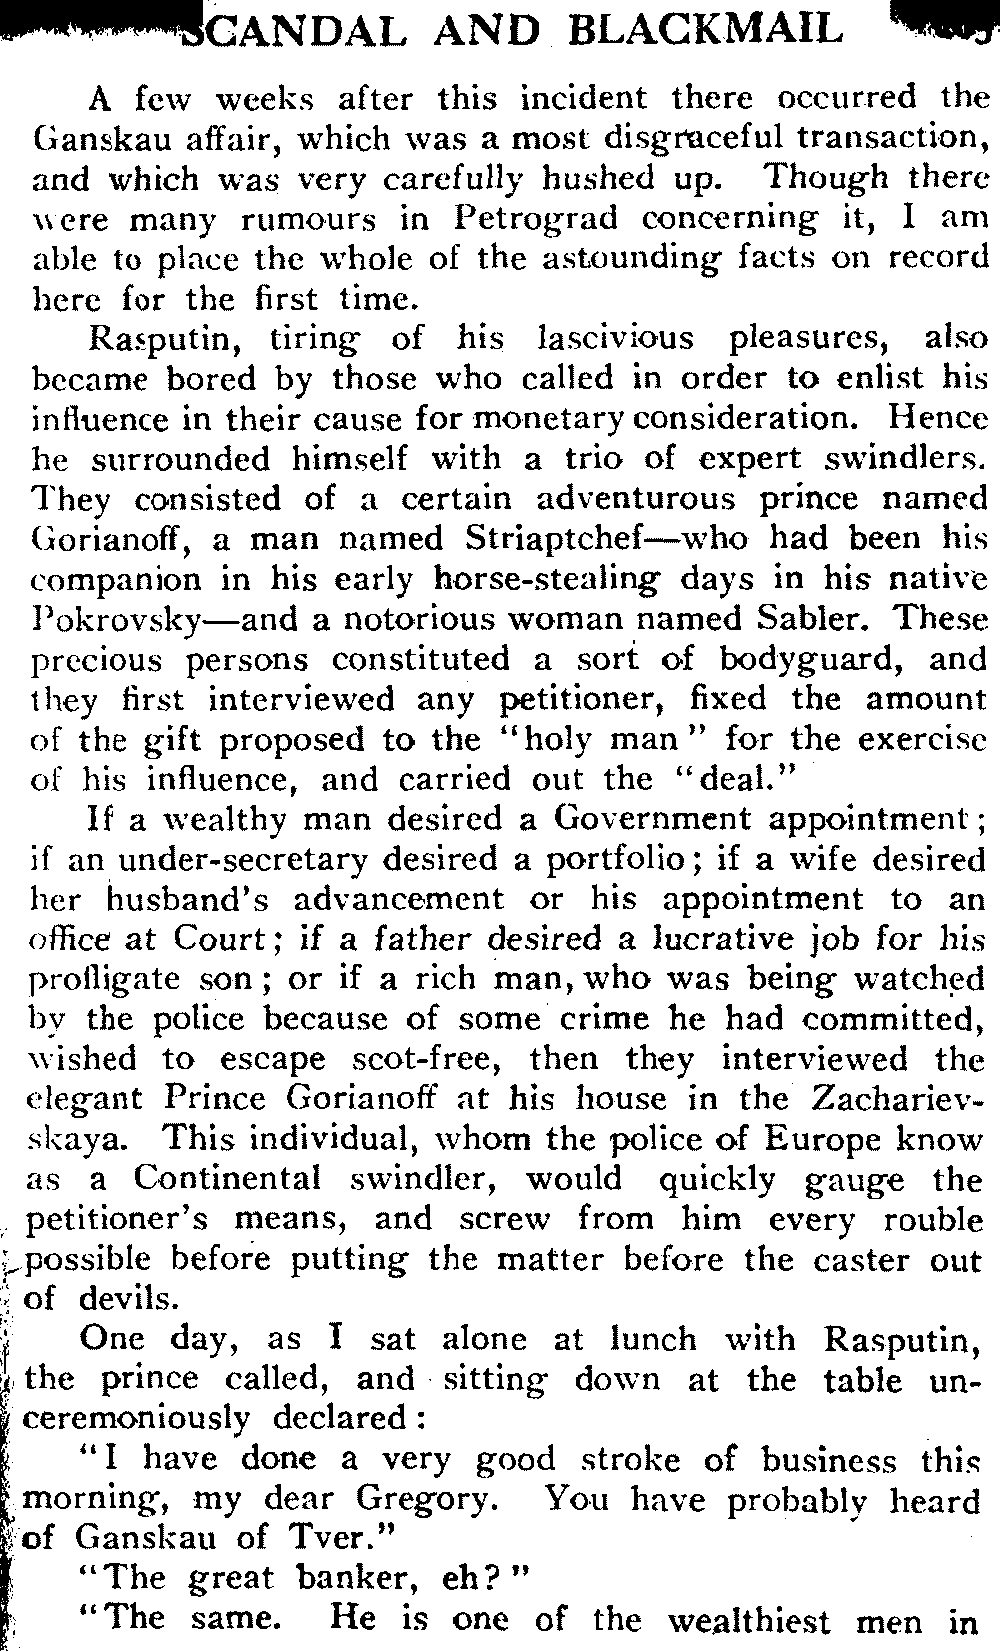 SCANDAL AND BLACKMAIL
A few weeks after this incident there occurred the
Ganskau affair, which was a most disgraceful transaction,
and which was very carefully hushed up. Though there
were many rumours in Petrograd concerning it, I am
able to place the whole of the astounding facts on record
here for the first time.
Rasputin, tiring of his lascivious pleasures, also
became bored by those who called in order to enlist his
influence in their cause for monetary consideration. Hence
he surrounded himself with a trio of expert swindlers.
They consisted of a certain adventurous prince named
Gorianoff, a man named Striaptchef—who had been his
companion in his early horse-stealing days in his native
Pokrovsky—and a notorious woman named Sabler. These
precious persons constituted a sort of bodyguard, and
they first interviewed any petitioner, fixed the amount
of the gift proposed to the "holy man" for the exercise
of his influence, and carried out the "deal."
If a wealthy man desired a Government appointment;
if an under-secretary desired a portfolio; if a wife desired
her husband's advancement or his appointment to an
office at Court; if a father desired a lucrative job for his
profligate son; or if a rich man, who was being watched
by the police because of some crime he had committed,
wished to escape scot-free, then they interviewed the
elegant Prince Gorianoff at his house in the Zachariev-
skaya. This individual, whom the police of Europe know
as a Continental swindler, would quickly gauge the
petitioner's means, and screw from him every rouble
possible before putting the matter before the caster out
of devils.
One day, as I sat alone at lunch with Rasputin,
the prince called, and sitting down at the table un-
ceremoniously declared:
"I have done a very good stroke of business this
morning, my dear Gregory. You have probably heard
of Ganskau of Tver."
"The great banker, eh?"
"The same. He is one of the wealthiest men in